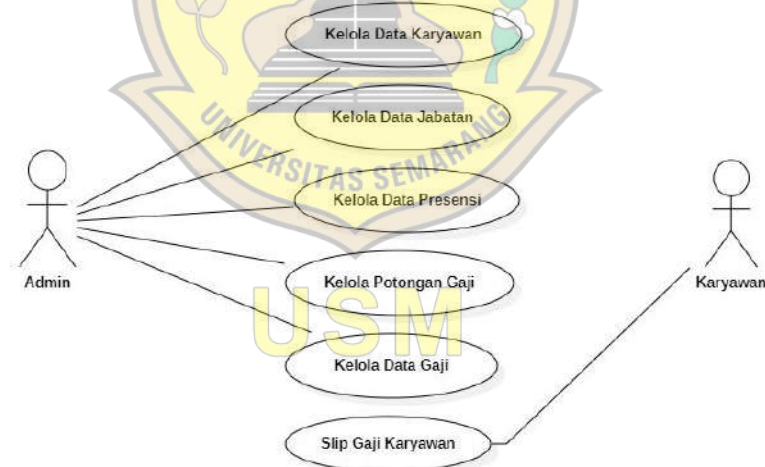 Kelola Data Karyawan
Kelola Data Jabatan
UNIVERSITAS SEMARANG
Kelola Data Presensi
Admin
Karyawan
Kelola Potongan Gaji
USM
Kelola Data Gaji
Slip Gaji Karyawan